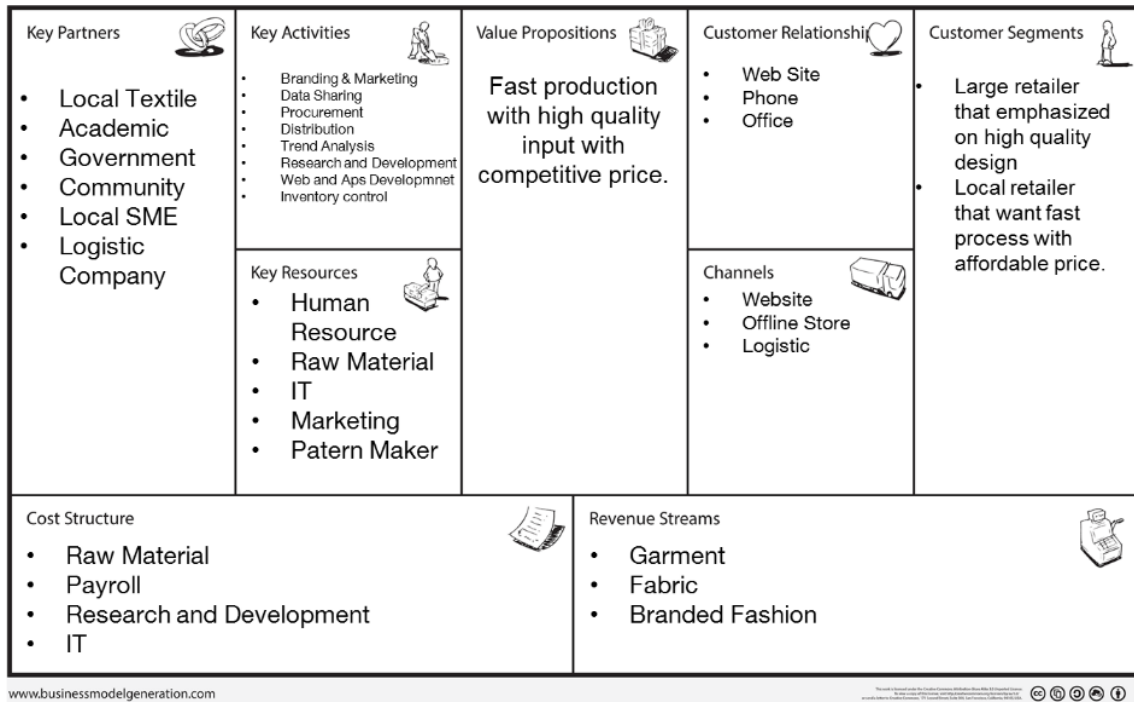 Key Partners
• Local Textile
• Academic
• Government
• Community
• Local SME
• Logistic
Company
Key Activities
• Branding & Marketing
• Data Sharing
• Procurement
• Distribution
• Trend Analysis
• Research and Development
• Web and Aps Developmnet
• Inventory control
Key Resources
• Human
Resource
• Raw Material
• IT
• Marketing
• Patern Maker
Value Propositions
Fast production
with high quality
input with
competitive price.
Customer Relationship
• Web Site
• Phone
• Office
Channels
• Website
• Offline Store
• Logistic
Customer Segments
• Large retailer
that emphasized
on high quality
design
• Local retailer
that want fast
process with
affordable price.
Cost Structure
• Raw Material
• Payroll
• Research and Development
• IT
Revenue Streams
• Garment
• Fabric
• Branded Fashion
www.businessmodelgeneration.com